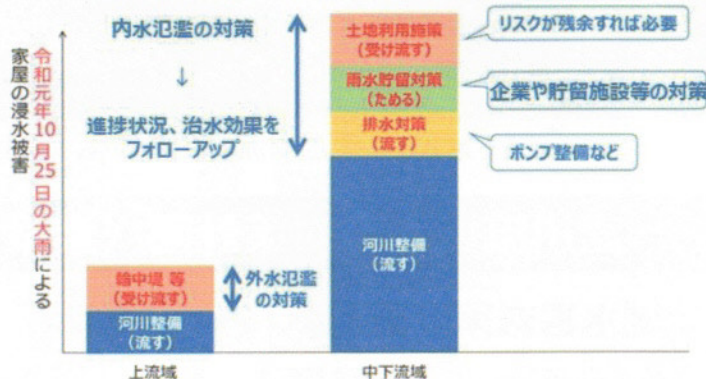 内水氾濫の対策
↓
進捗状況、治水効果を
フォローアップ
土地利用施策
(受け流す)
リスクが残余すれば必要
雨水貯留対策
(ためる)
企業や貯留施設等の対策
排水対策
(流す)
ポンプ整備など
河川整備
(流す)
輪中堤 等
(受け流す)
外水氾濫
の対策
河川整備
(流す)
上流域
中下流域
令和元年10月25日の大雨による
家屋の浸水被害